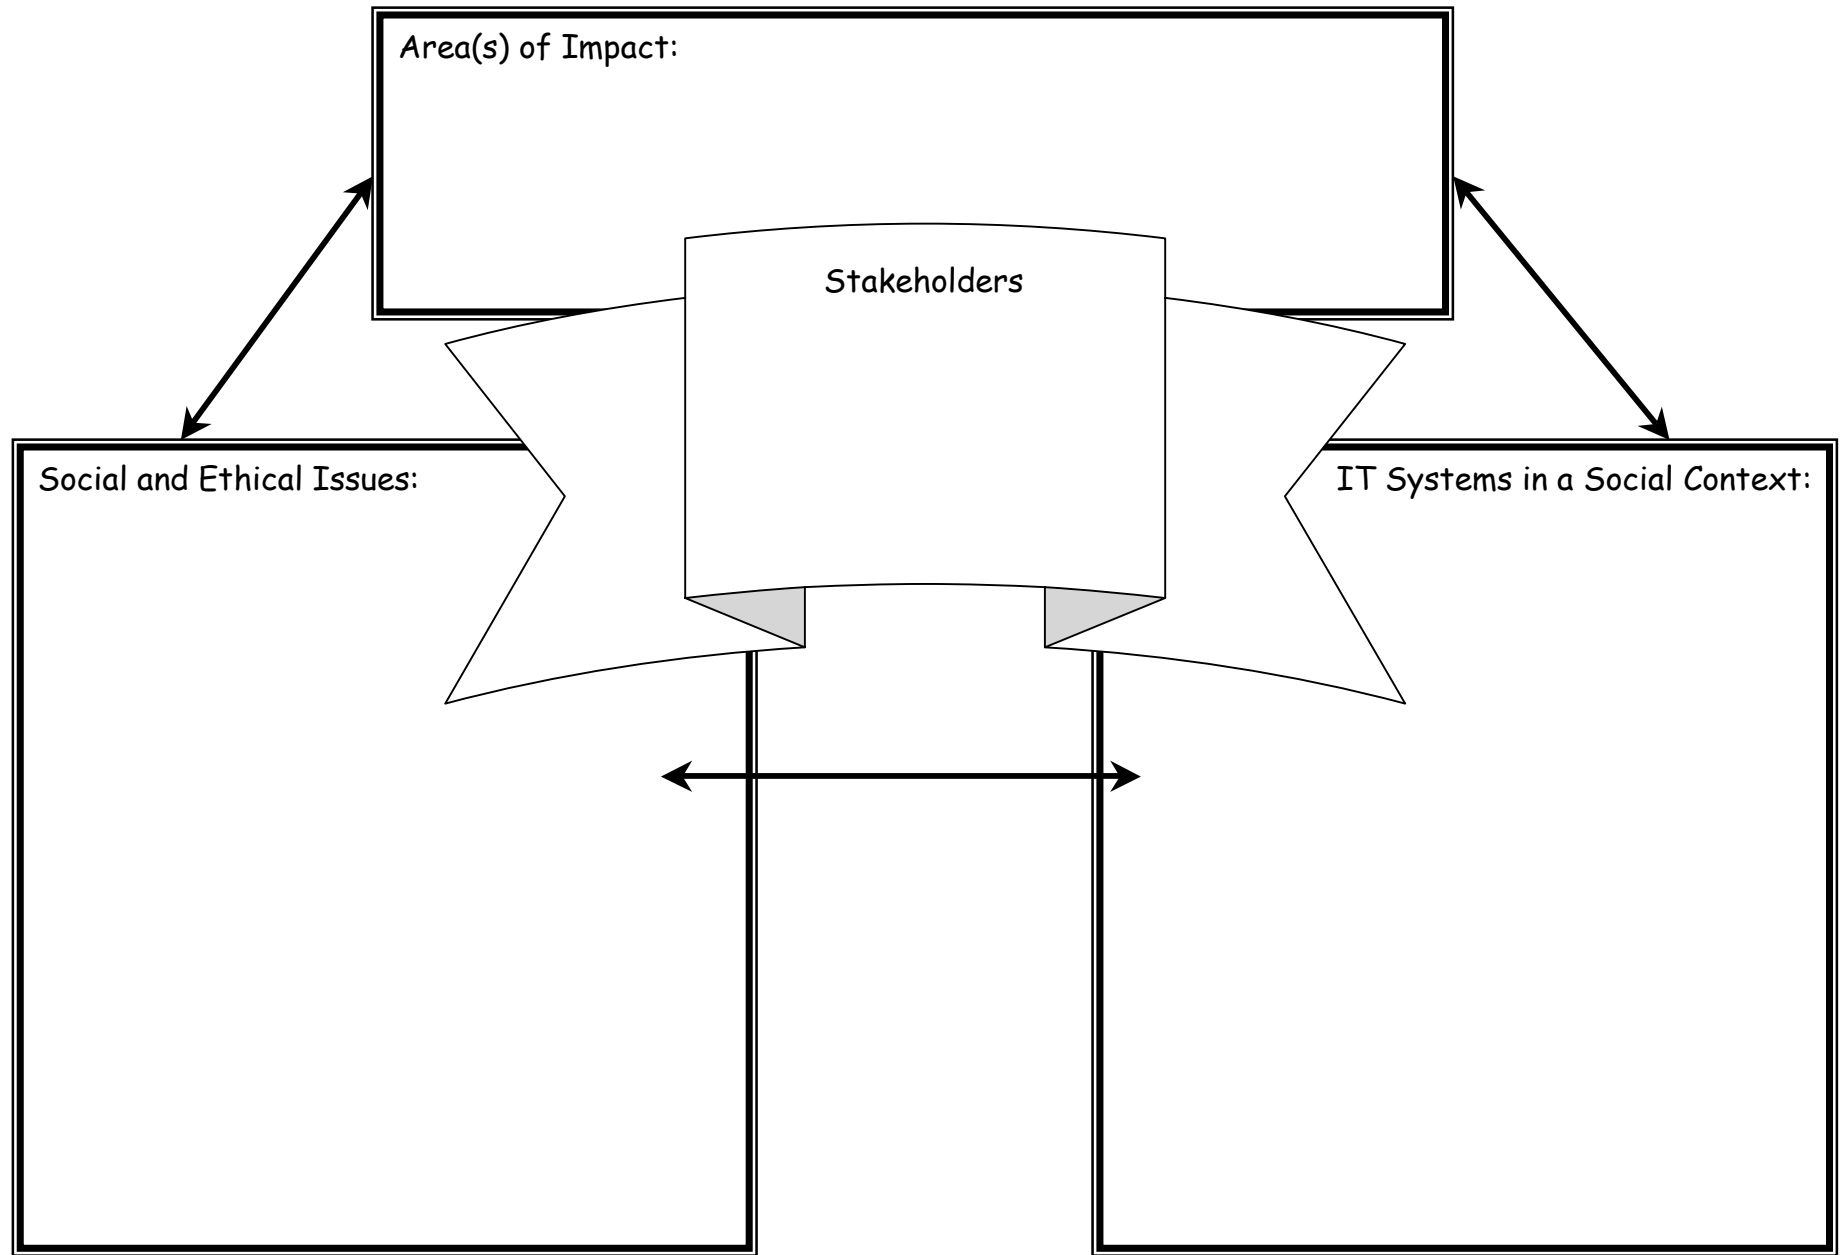 Area(s) of Impact:
Stakeholders
Social and Ethical Issues:
IT Systems in a Social Context: